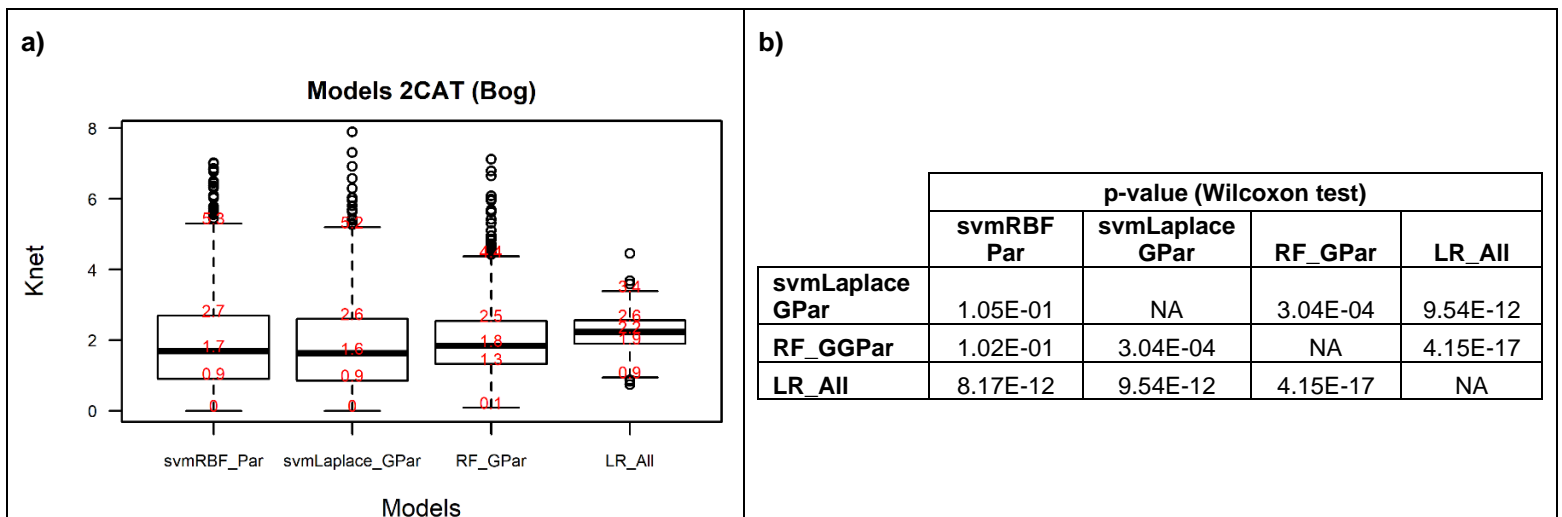 a)
Models 2CAT (Bog)
Knet
8
6
4
2
0
5.3
2.7
1.7
0.9
0
5.2
2.6
1.6
0.9
0
4.4
2.5
1.8
1.3
0.1
3.4
2.6
2.2
1.9
0.9
svmRBF_Par svmLaplace_GPar RF_GPar LR_All
Models
b)
p-value (Wilcoxon test)
svmRBF svmLaplace
Par GPar RF_GPar LR_All
svmLaplace
GPar 1.05E-01 NA 3.04E-04 9.54E-12
RF_GGPar 1.02E-01 3.04E-04 NA 4.15E-17
LR_All 8.17E-12 9.54E-12 4.15E-17 NA